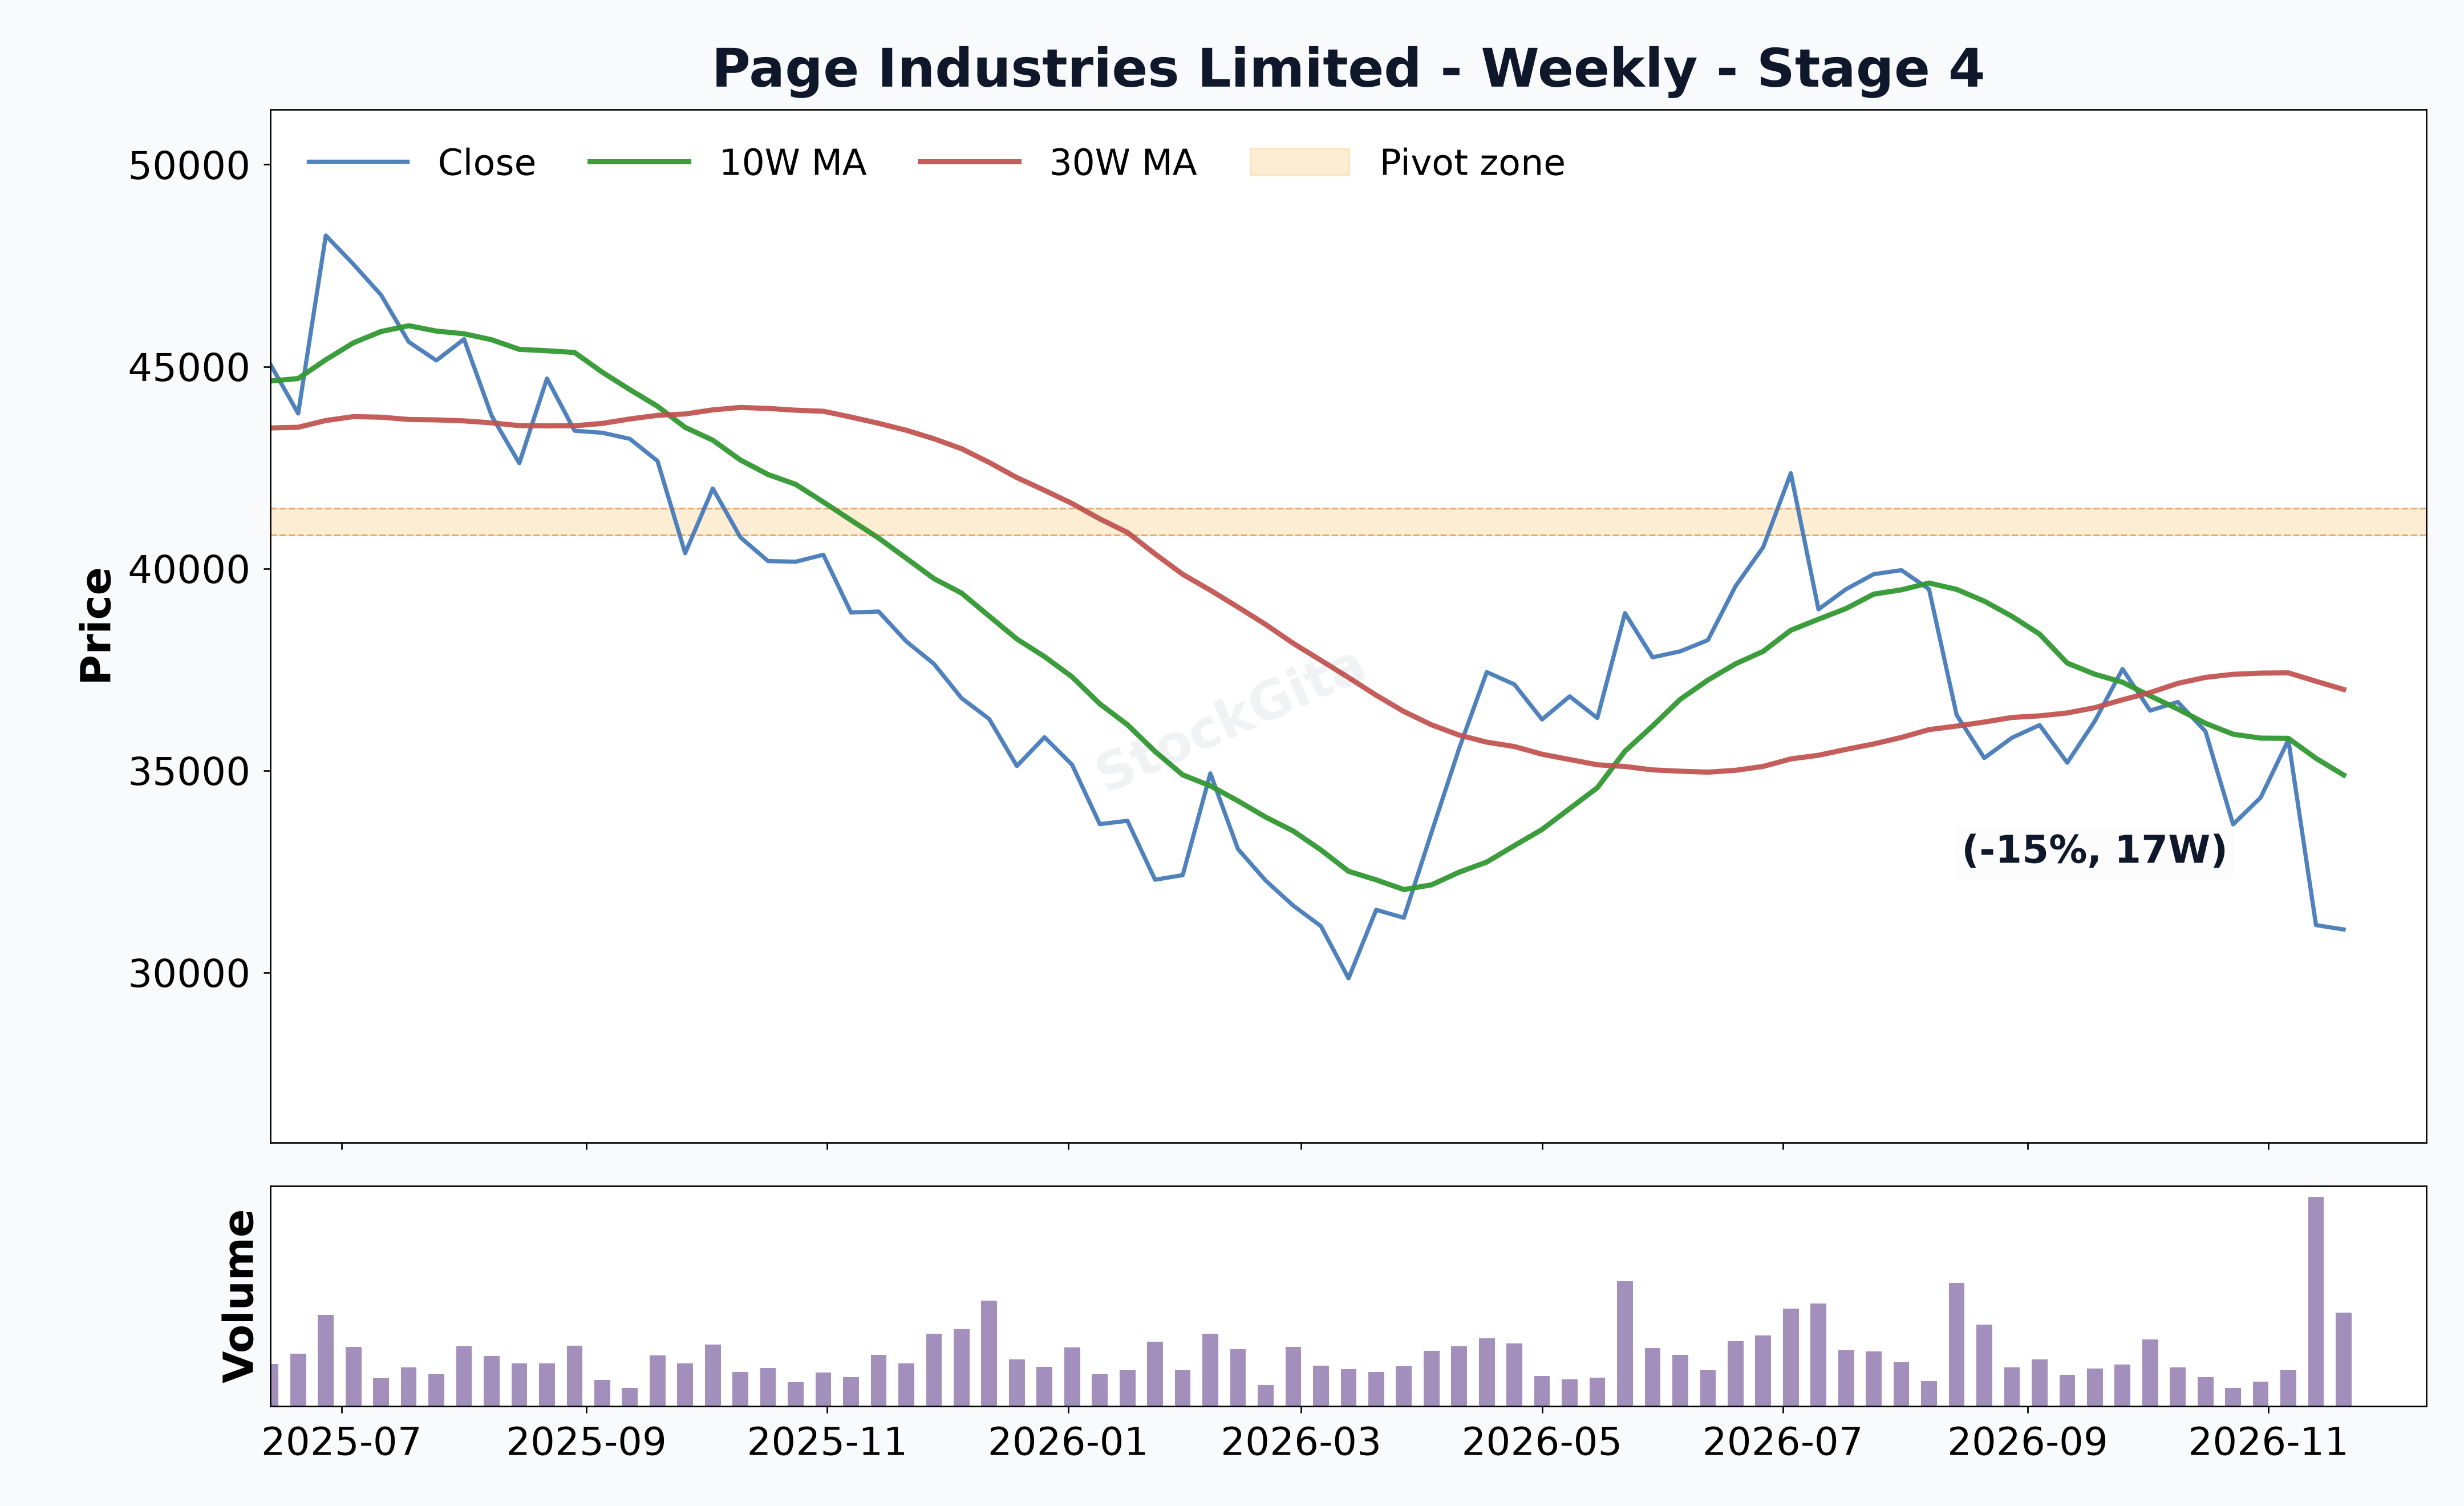 Page Industries Limited - Weekly - Stage 4
Close 10W MA 30W MA Pivot zone
50000
45000
40000
35000
30000
Price
StockGita
(-15%, 17W)
Volume
2025-07 2025-09 2025-11 2026-01 2026-03 2026-05 2026-07 2026-09 2026-11